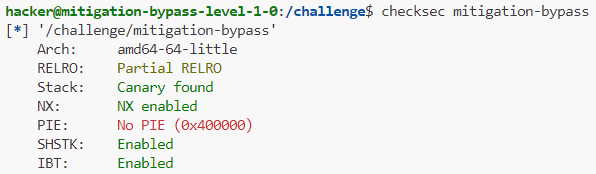 hacker@mitigation-bypass-level-1-0:/challenge$ checksec mitigation-bypass
[*] '/challenge/mitigation-bypass'
Arch: amd64-64-little
RELRO: Partial RELRO
Stack: Canary found
NX: NX enabled
PIE: No PIE (0x400000)
SHSTK: Enabled
IBT: Enabled